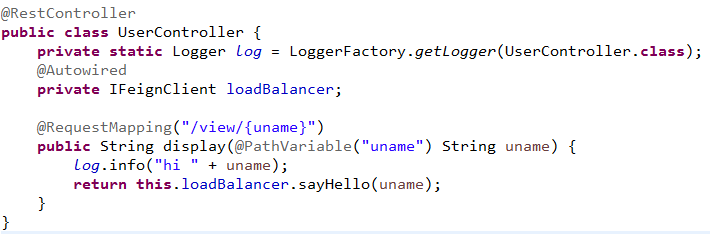 @RestController
public class UserController {
    private static Logger log = LoggerFactory.getLogger(UserController.class);
    @Autowired
    private IFeignClient loadBalancer;

    @RequestMapping("/view/{uname}")
    public String display(@PathVariable("uname") String uname) {
        log.info("hi " + uname);
        return this.loadBalancer.sayHello(uname);
    }
}